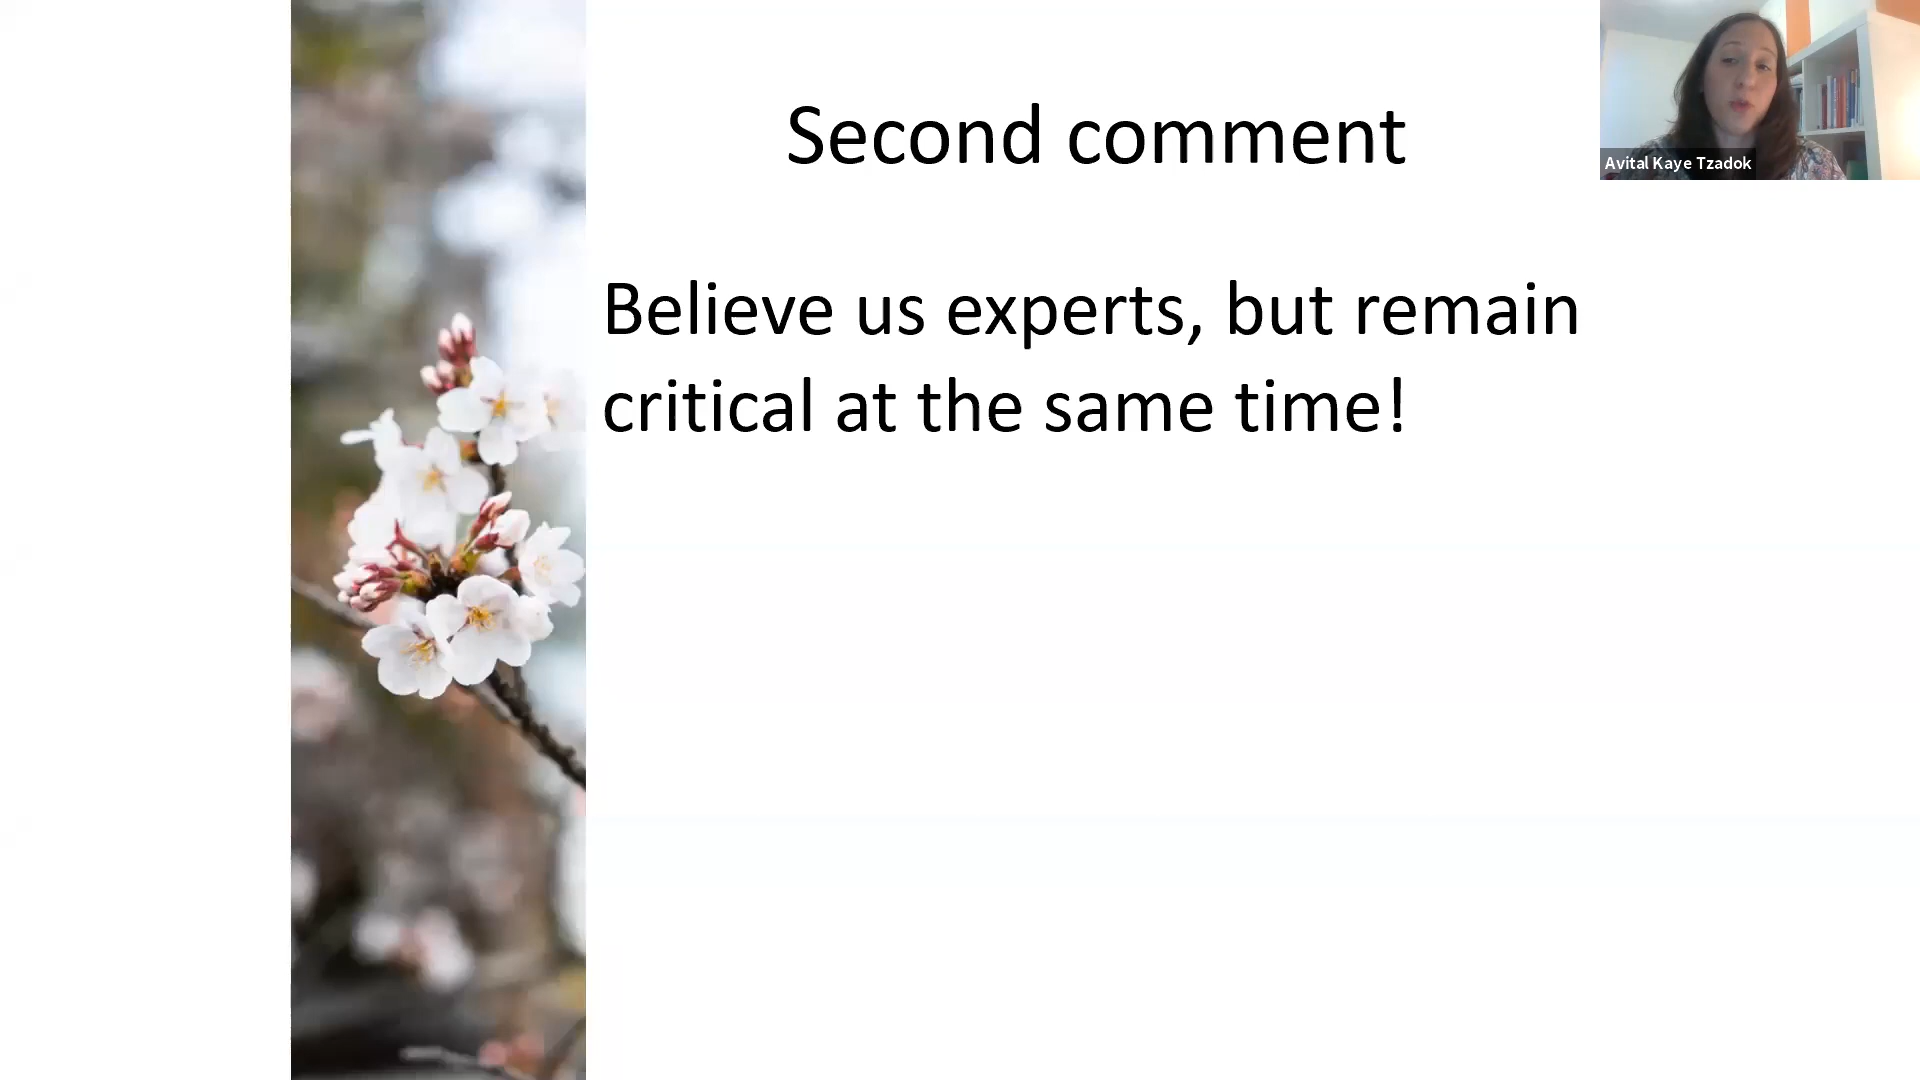 Second comment
Avital Kaye Tzadok
Believe us experts, but remain
critical at the same time!